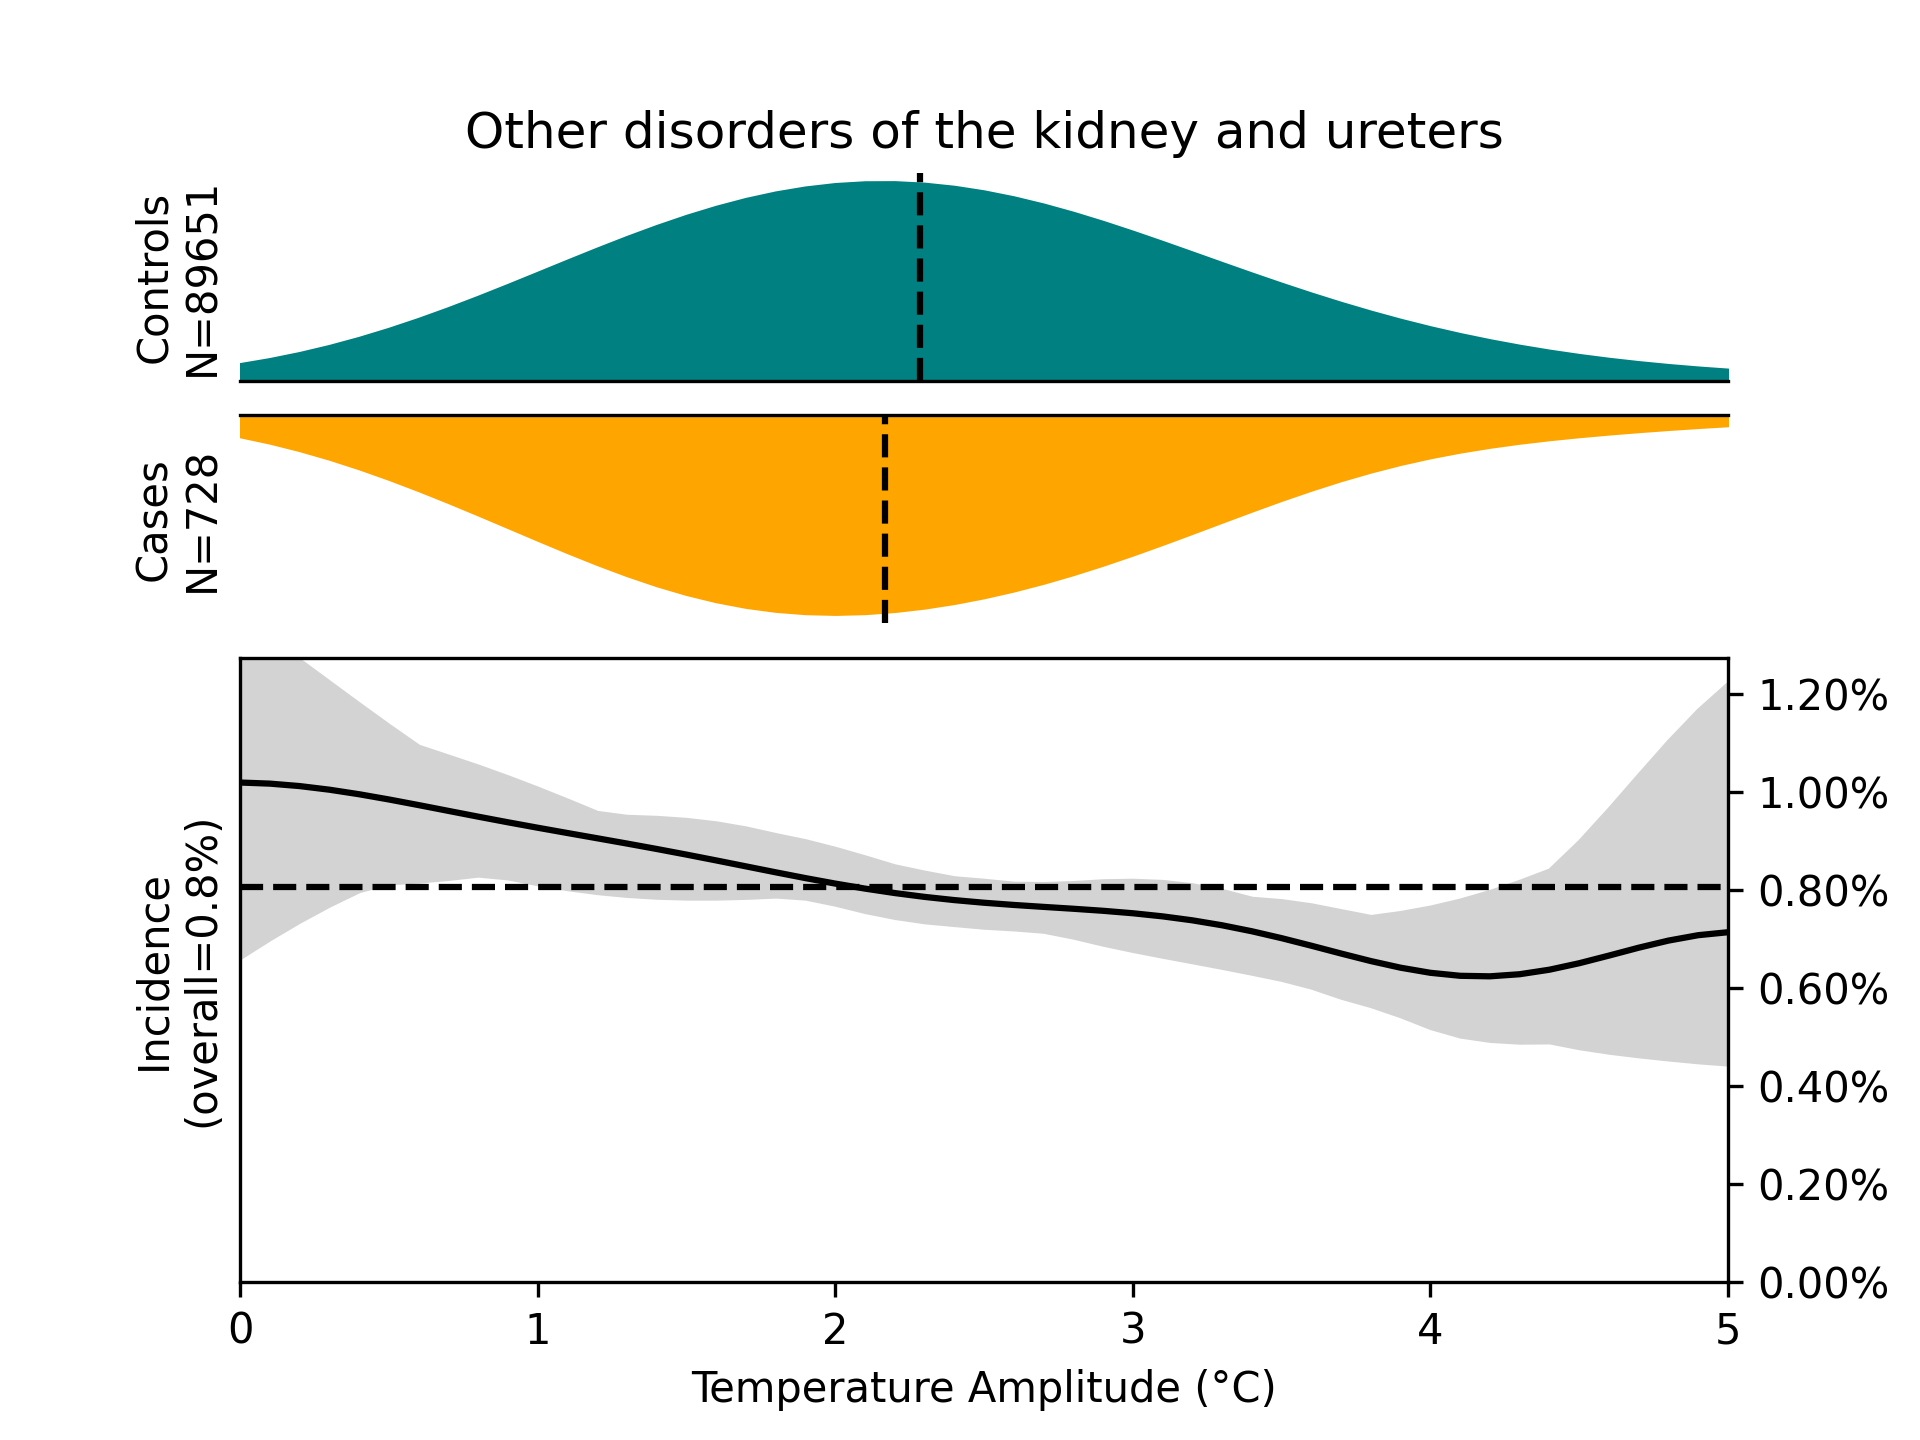 Other disorders of the kidney and ureters
Controls
N=89651
Cases
N=728
Incidence
(overall=0.8%)
1.20%
1.00%
0.80%
0.60%
0.40%
0.20%
0.00%
0 1 2 3 4 5
Temperature Amplitude (°C)